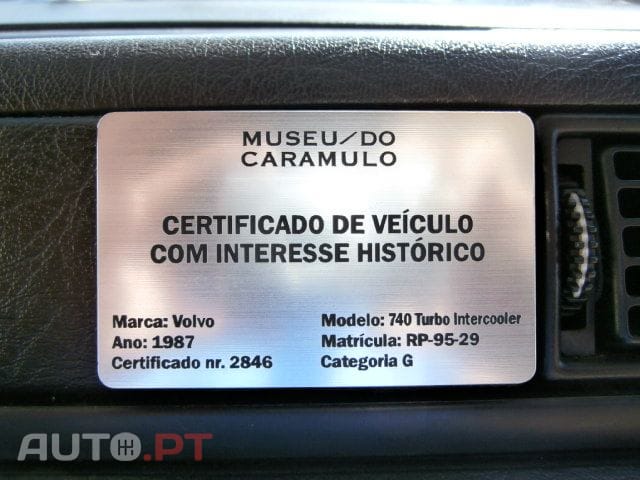 MUSEU/DO
CARAMULO
CERTIFICADO DE VEÍCULO
COM INTERESSE HISTÓRICO
Marca: Volvo
Modelo: 740 Turbo Intercooler
Ano: 1987
Matrícula: RP-95-29
Certificado nr. 2846
Categoria G
AUTO.PT